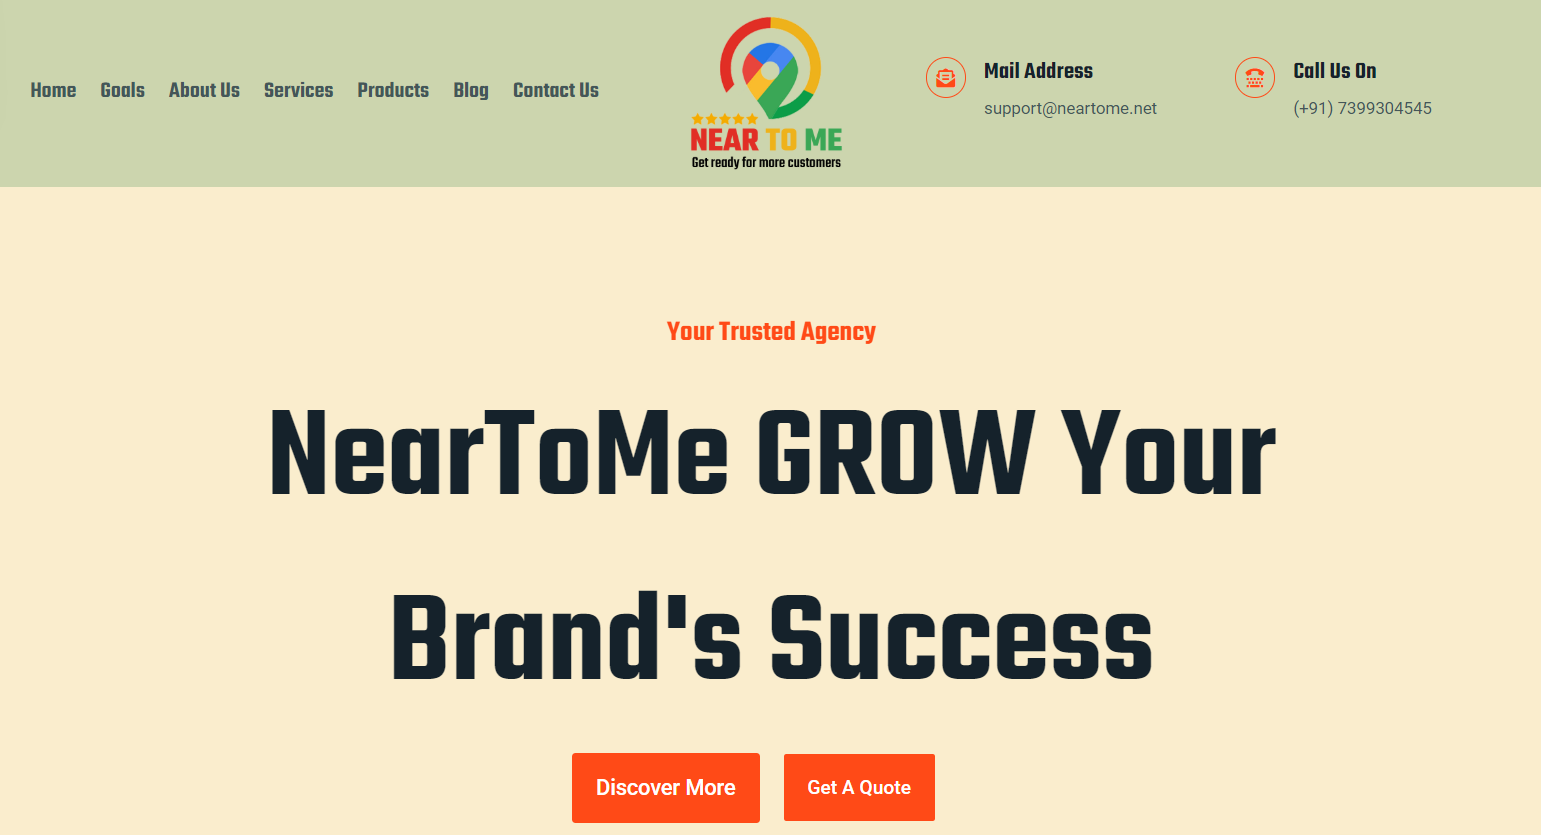 Home Goals About Us Services Products Blog Contact Us
NEAR TO ME
Get ready for more customers
Mail Address
support@neartome.net
Call Us On
(+91) 7399304545
Your Trusted Agency
NearToMe GROW Your
Brand's Success
Discover More
Get A Quote